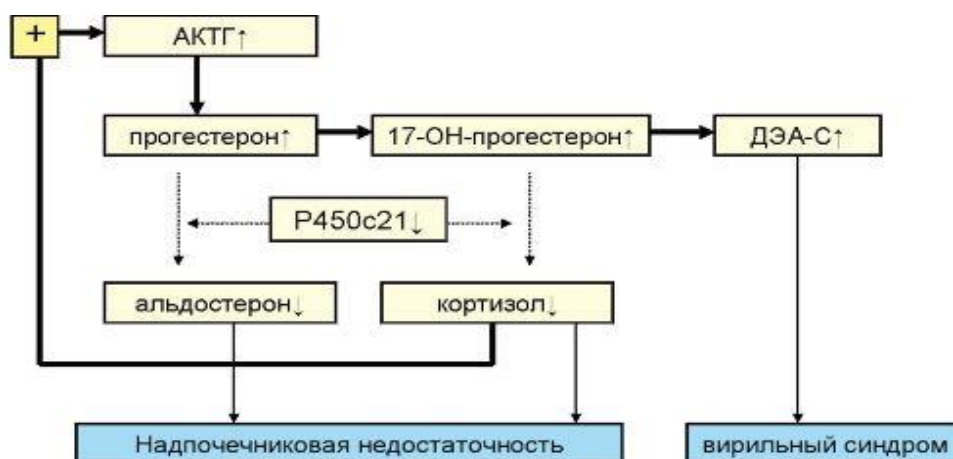 +
АКТГ↑
прогестерон↑
17-ОН-прогестерон↑
ДЭА-С↑
P450c21↓
альдостерон↓
кортизол↓
Надпочечниковая недостаточность
вирильный синдром